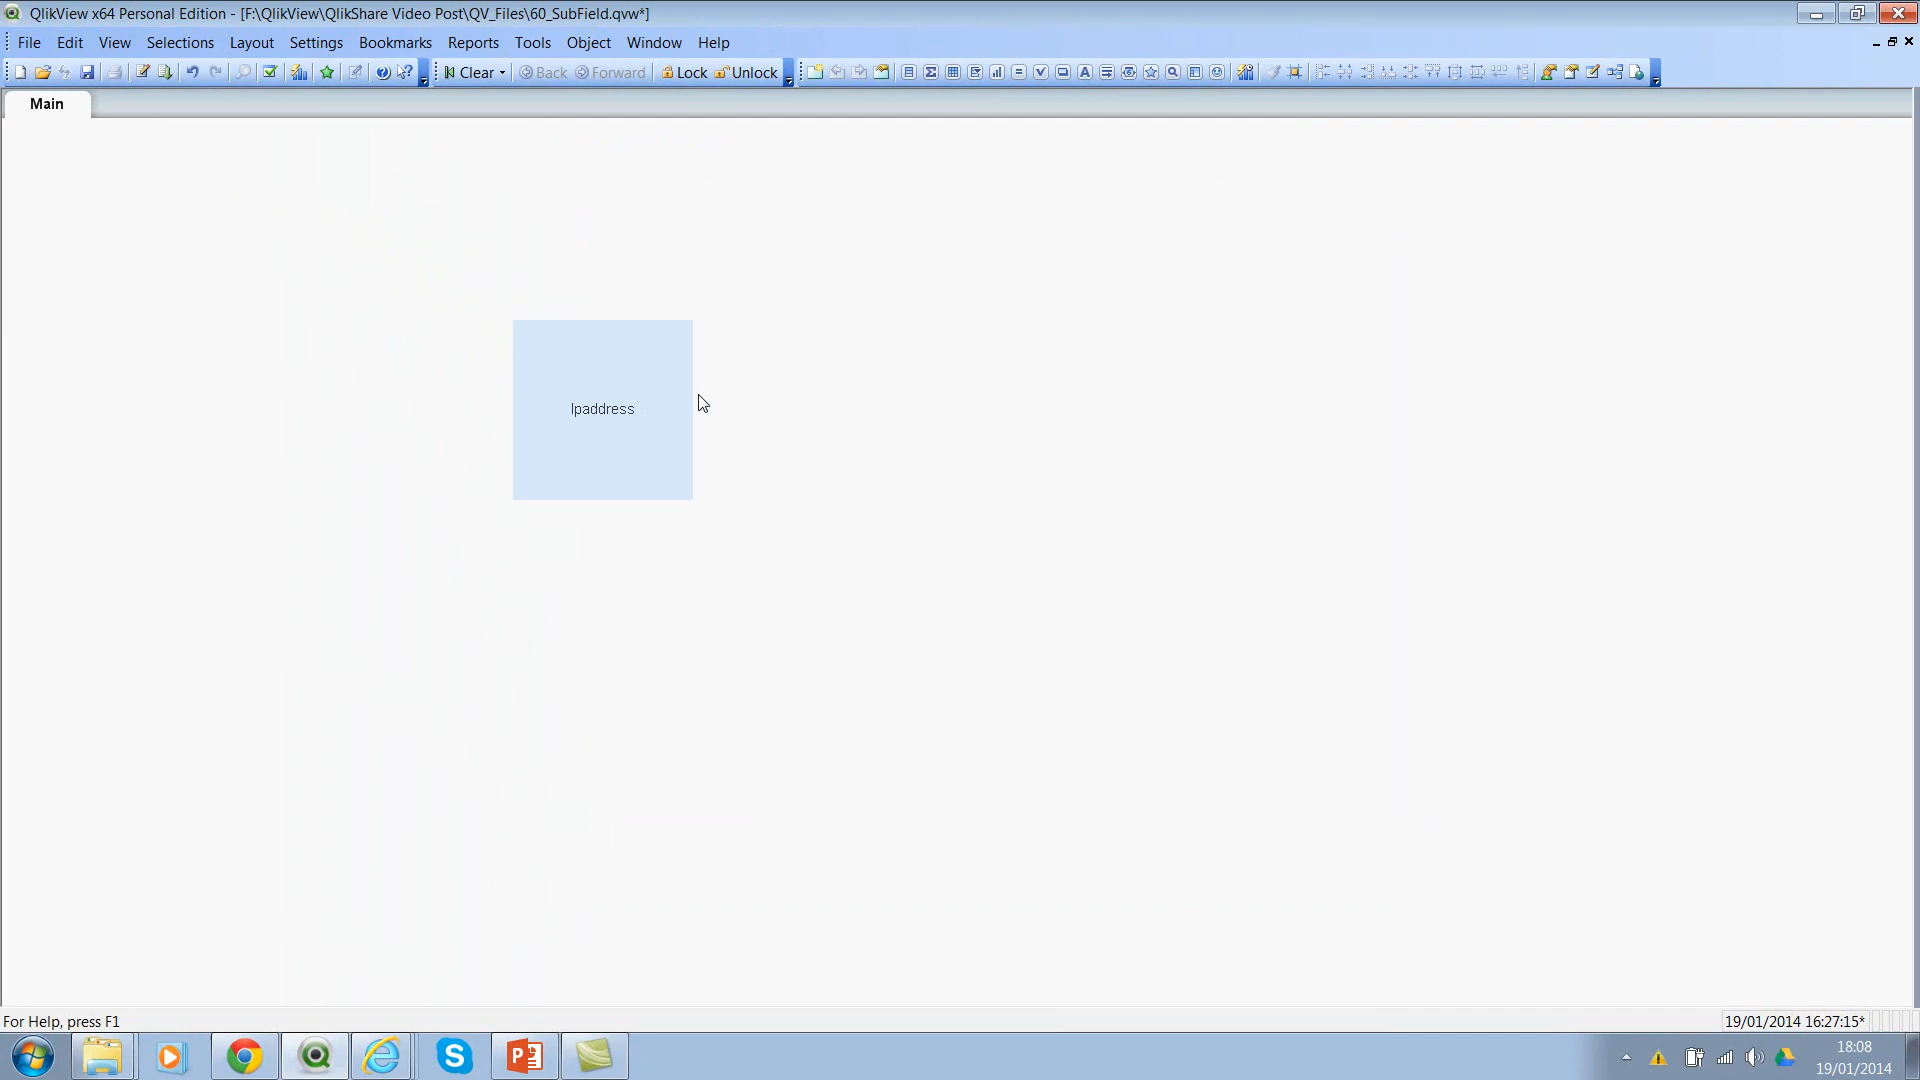 QlikView x64 Personal Edition - [F:\QlikView\QlikShare Video Post\QV_Files\60_SubField.qvw*]
File Edit View Selections Layout Settings Bookmarks Reports Tools Object Window Help
Clear Back Forward Lock Unlock
Main
Ipaddress
For Help, press F1 19/01/2014 16:27:15*
18:08
19/01/2014